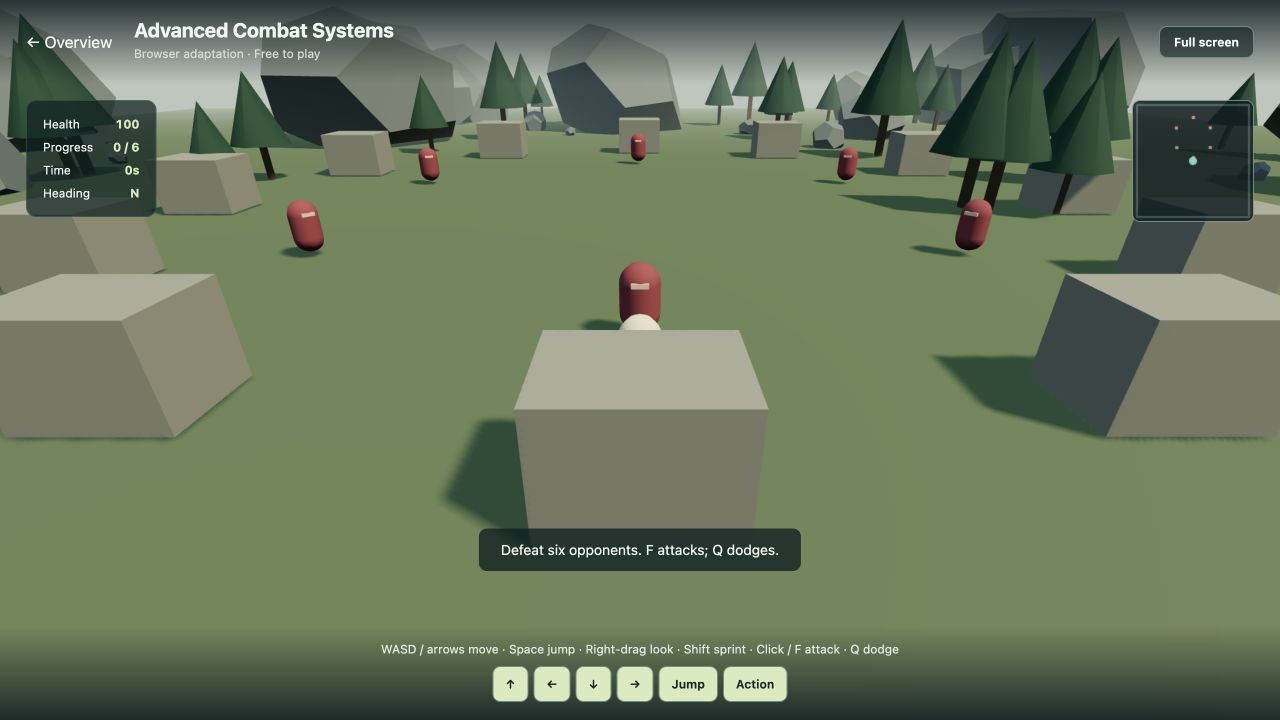 ← Overview
Advanced Combat Systems
Browser adaptation · Free to play
Full screen
Health 100
Progress 0 / 6
Time 0s
Heading N
Defeat six opponents. F attacks; Q dodges.
WASD / arrows move · Space jump · Right-drag look · Shift sprint · Click / F attack · Q dodge
↑ ← ↓ → Jump Action